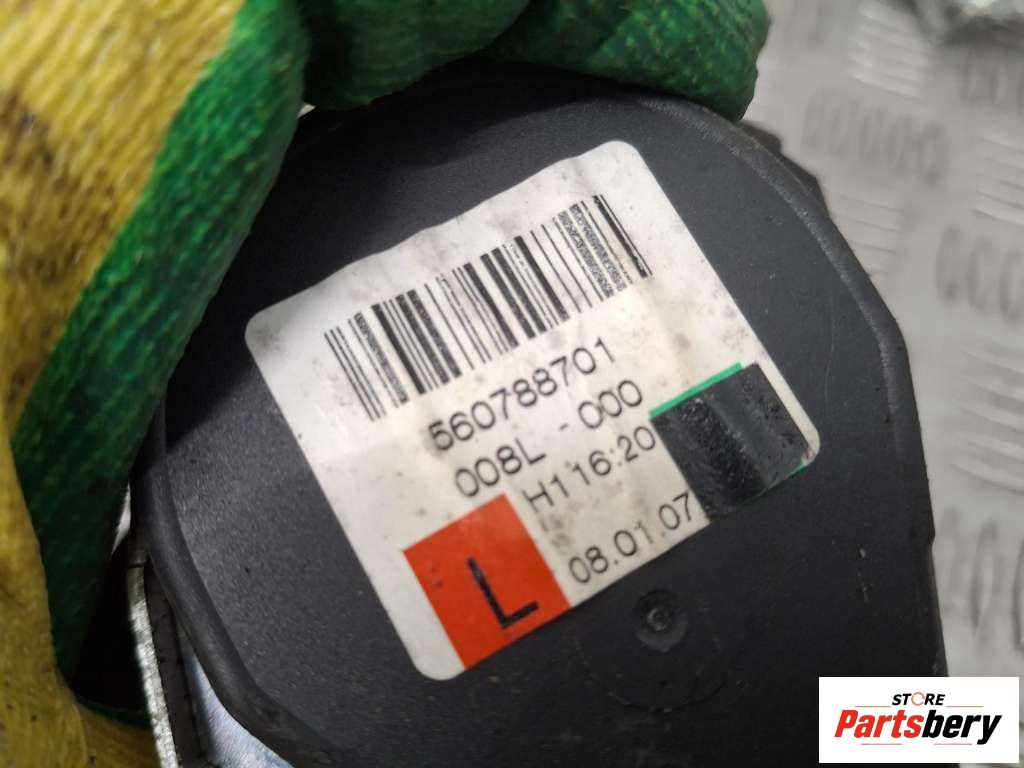 560788701
008L - 000
H1 16:20
08.01.07
L
STORE
Partsbery